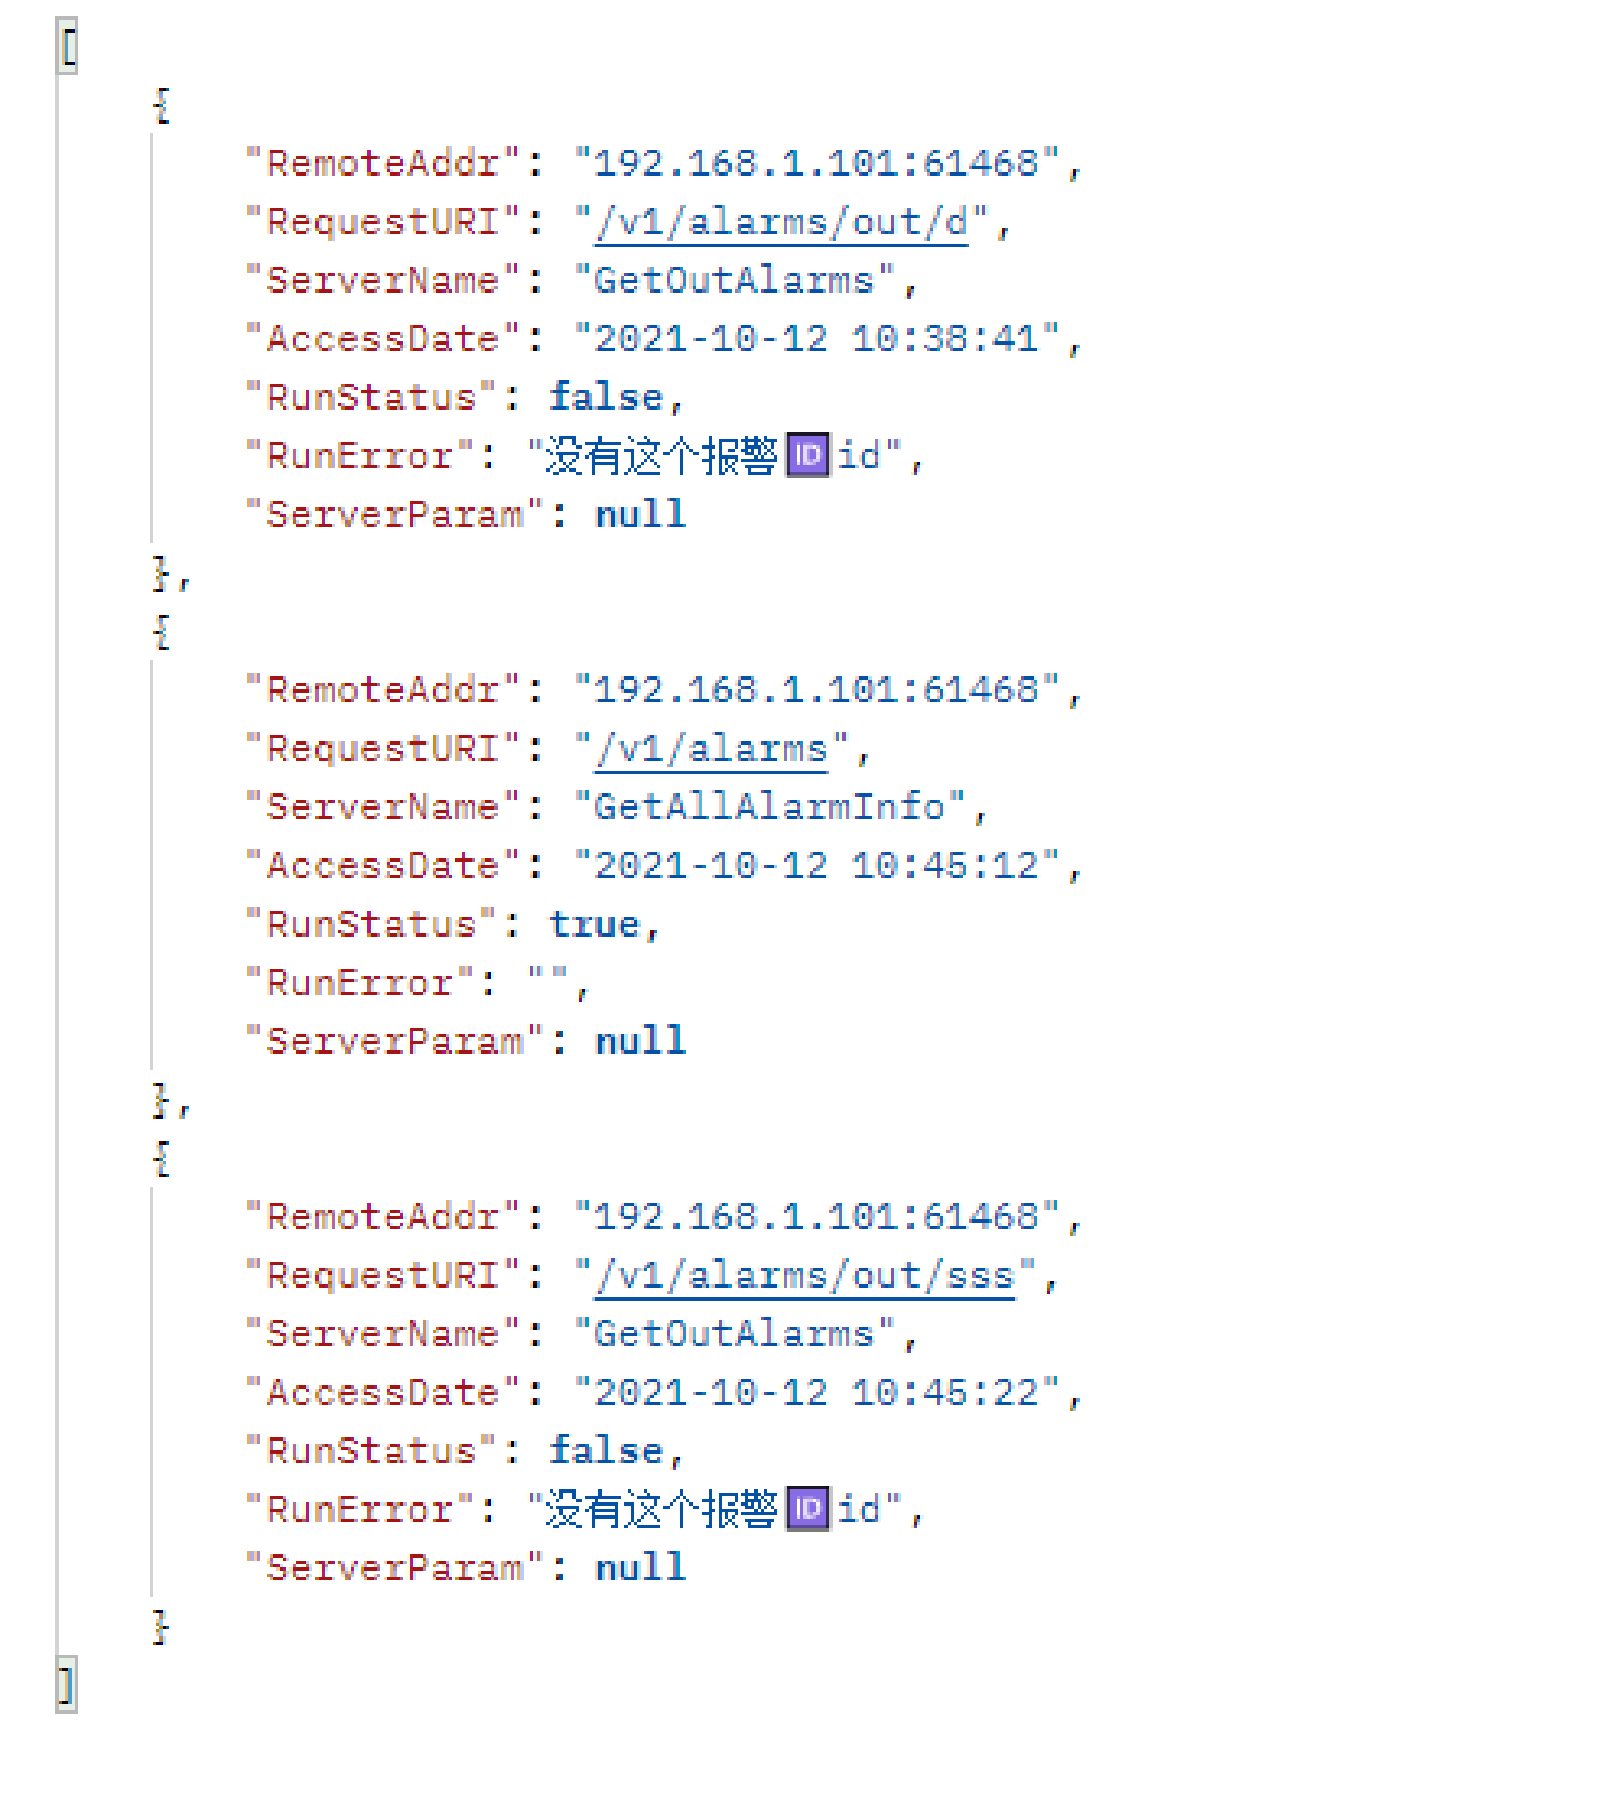 [
{
"RemoteAddr": "192.168.1.101:61468",
"RequestURI": "/v1/alarms/out/d",
"ServerName": "GetOutAlarms",
"AccessDate": "2021-10-12 10:38:41",
"RunStatus": false,
"RunError": "没有这个报警🆔id",
"ServerParam": null
},
{
"RemoteAddr": "192.168.1.101:61468",
"RequestURI": "/v1/alarms",
"ServerName": "GetAllAlarmInfo",
"AccessDate": "2021-10-12 10:45:12",
"RunStatus": true,
"RunError": "",
"ServerParam": null
},
{
"RemoteAddr": "192.168.1.101:61468",
"RequestURI": "/v1/alarms/out/sss",
"ServerName": "GetOutAlarms",
"AccessDate": "2021-10-12 10:45:22",
"RunStatus": false,
"RunError": "没有这个报警🆔id",
"ServerParam": null
}
]